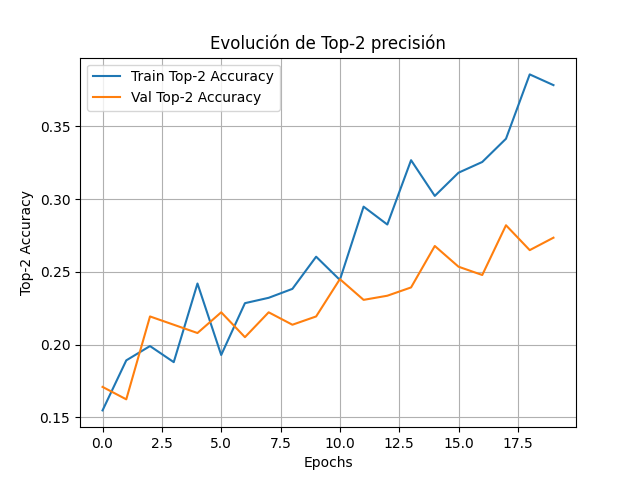 Evolución de Top-2 precisión
Train Top-2 Accuracy
Val Top-2 Accuracy
Top-2 Accuracy
0.35
0.30
0.25
0.20
0.15
0.0 2.5 5.0 7.5 10.0 12.5 15.0 17.5
Epochs